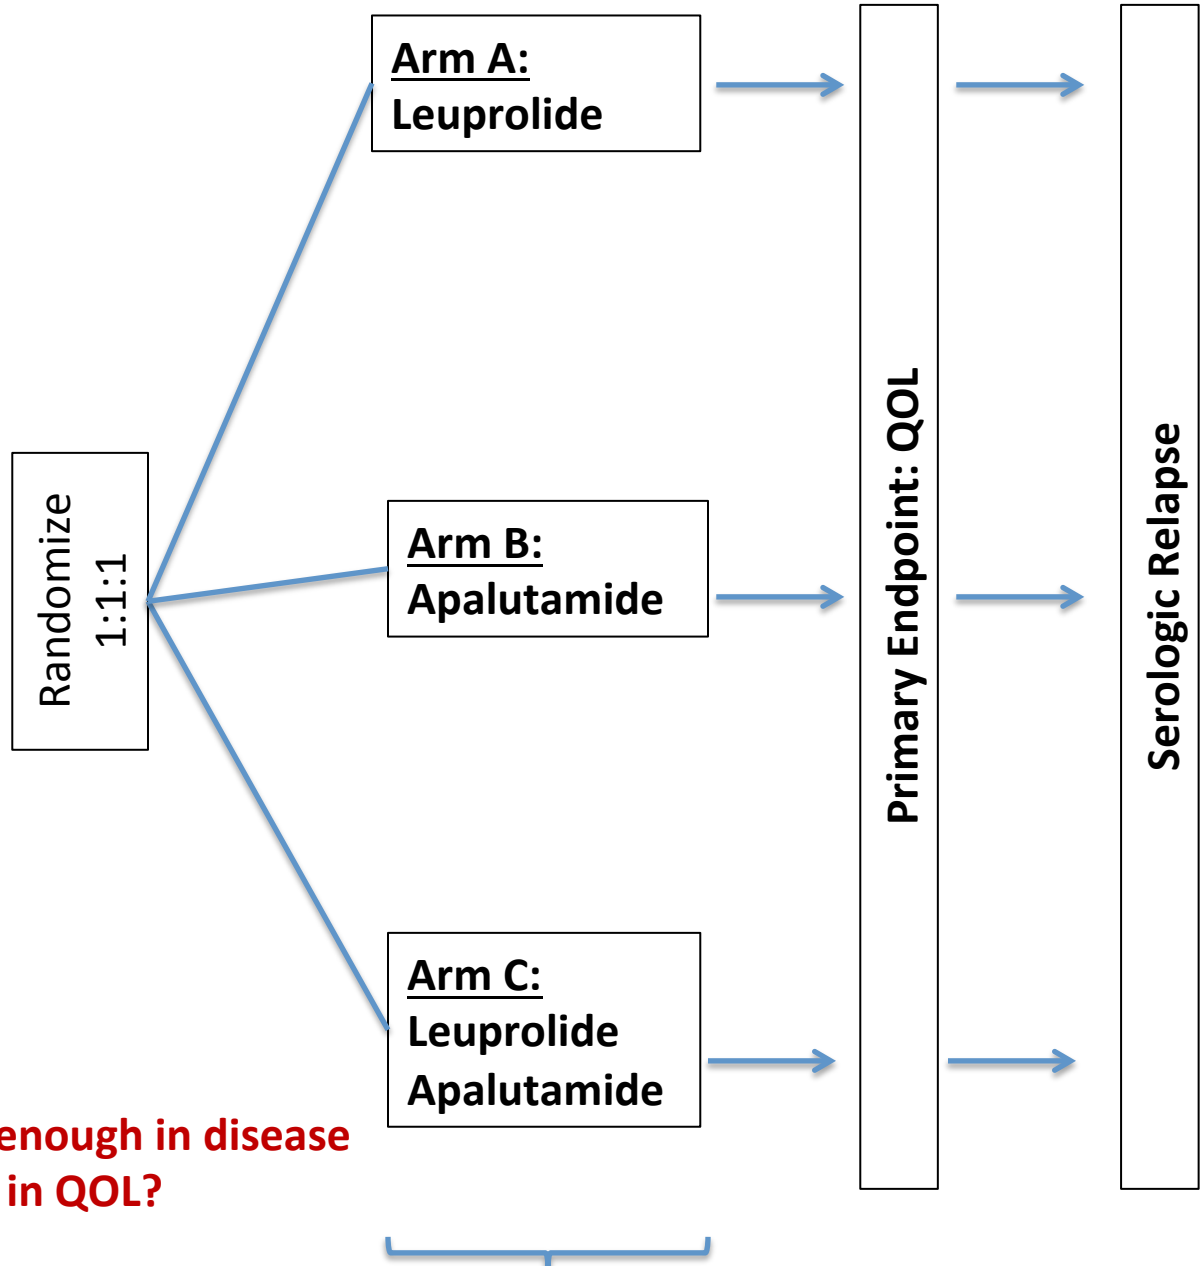 Arm A:
Leuprolide
Randomize
1:1:1
Arm B:
Apalutamide
Arm C:
Leuprolide
Apalutamide
Primary Endpoint: QOL
Serologic Relapse
enough in disease
in QOL?